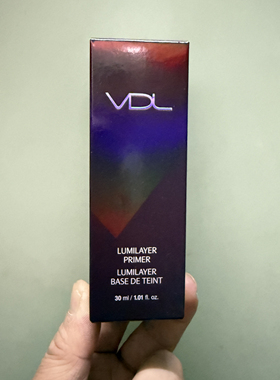 VDL
LUMILAYER
PRIMER
LUMILAYER
BASE DE TEINT
30 ml / 1.01 fl. oz.